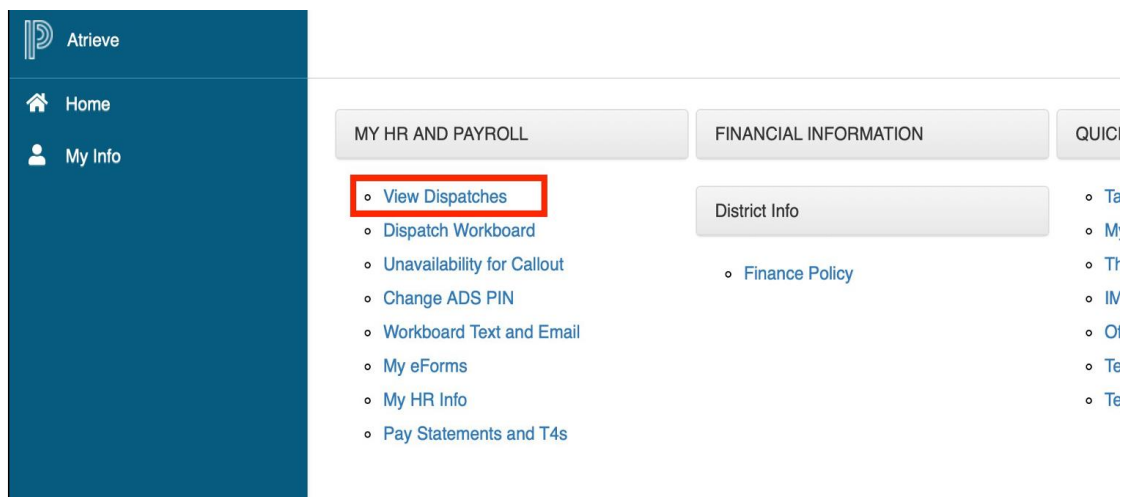 Atrieve
Home
My Info
MY HR AND PAYROLL
View Dispatches
Dispatch Workboard
Unavailability for Callout
Change ADS PIN
Workboard Text and Email
My eForms
My HR Info
Pay Statements and T4s
FINANCIAL INFORMATION
District Info
Finance Policy